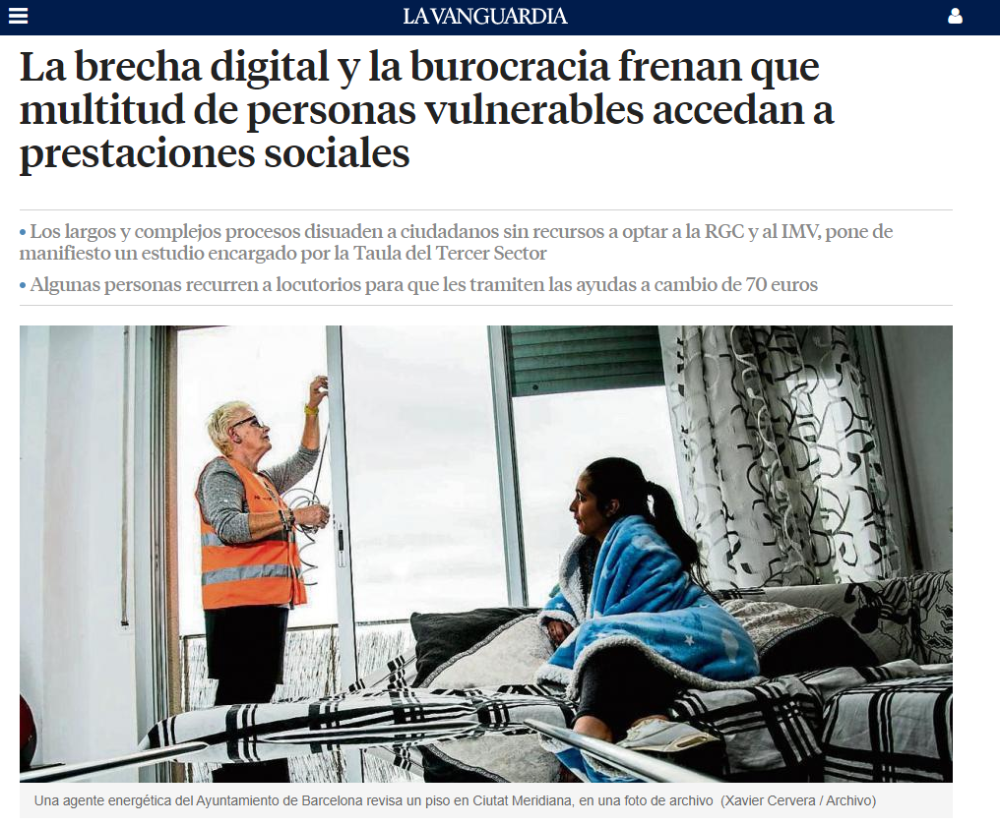 LA VANGUARDIA
La brecha digital y la burocracia frenan que
multitud de personas vulnerables accedan a
prestaciones sociales
• Los largos y complejos procesos disuaden a ciudadanos sin recursos a optar a la RGC y al IMV, pone de
manifiesto un estudio encargado por la Taula del Tercer Sector
• Algunas personas recurren a locutorios para que les tramiten las ayudas a cambio de 70 euros
Una agente energética del Ayuntamiento de Barcelona revisa un piso en Ciutat Meridiana, en una foto de archivo (Xavier Cervera / Archivo)